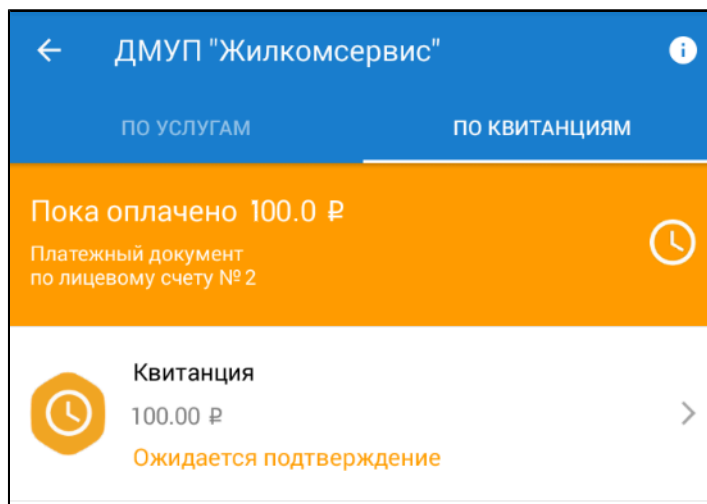 ДМУП "Жилкомсервис"
ПО УСЛУГАМ
ПО КВИТАНЦИЯМ
Пока оплачено 100.0 ₽
Платежный документ
по лицевому счету № 2
Квитанция
100.00 ₽
Ожидается подтверждение